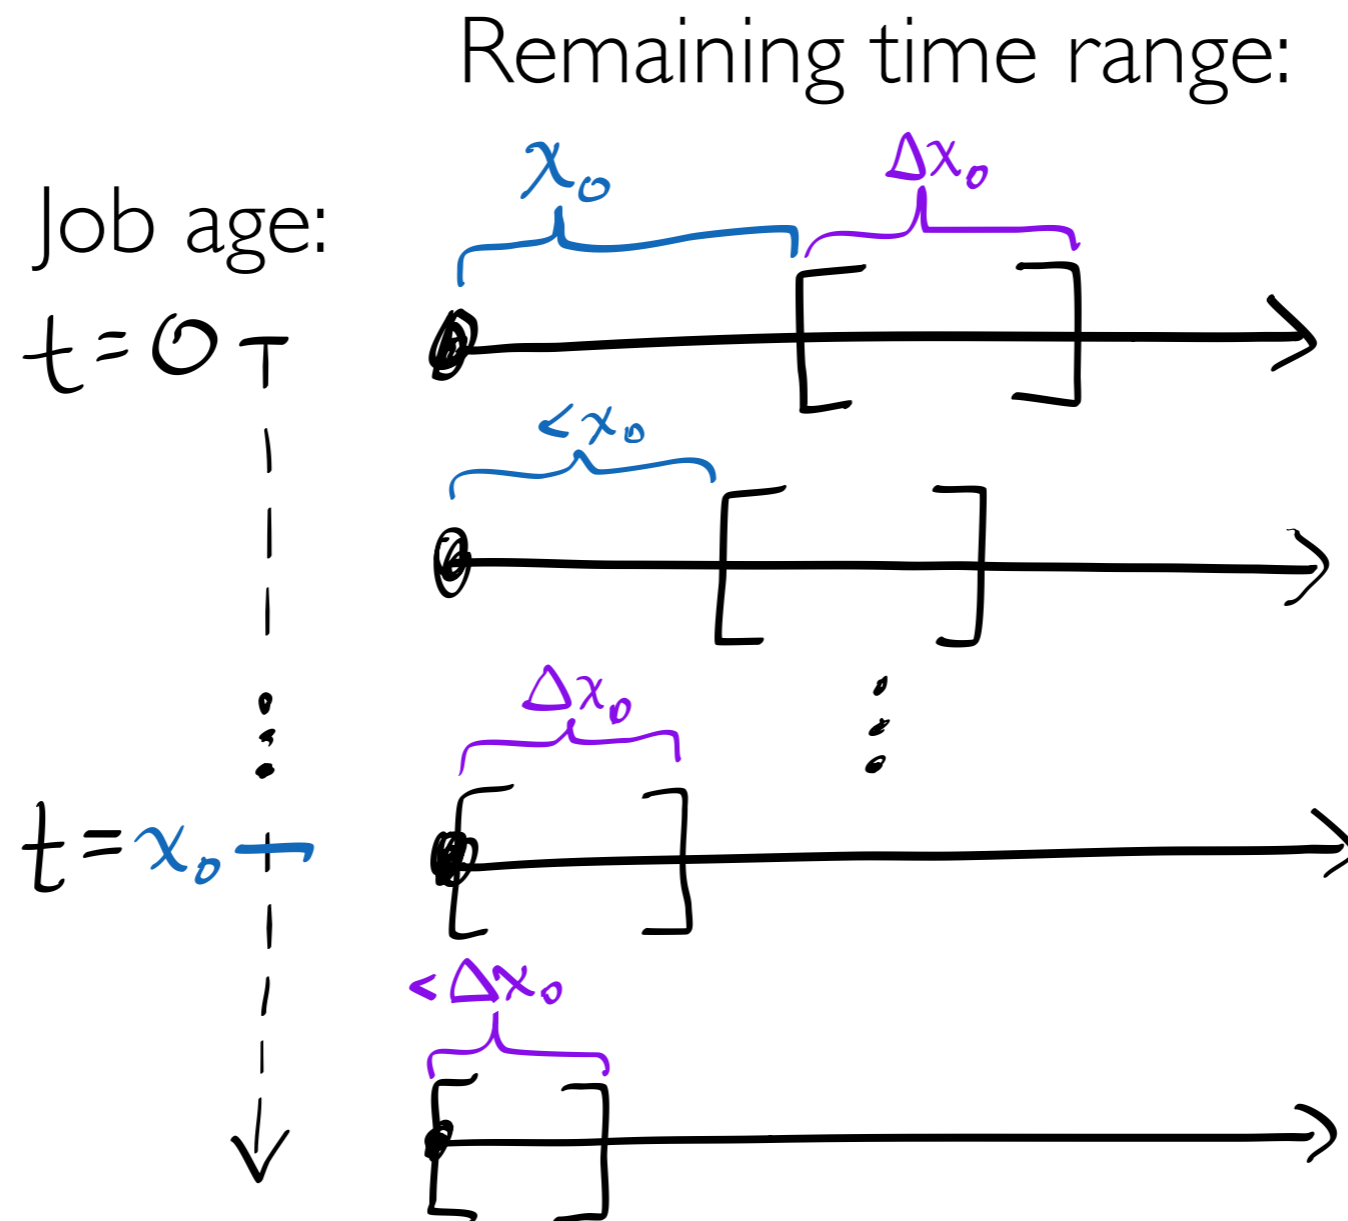 Remaining time range:
x₀
Δx₀
Job age:
t=0
<x₀
Δx₀
t=x₀
<Δx₀